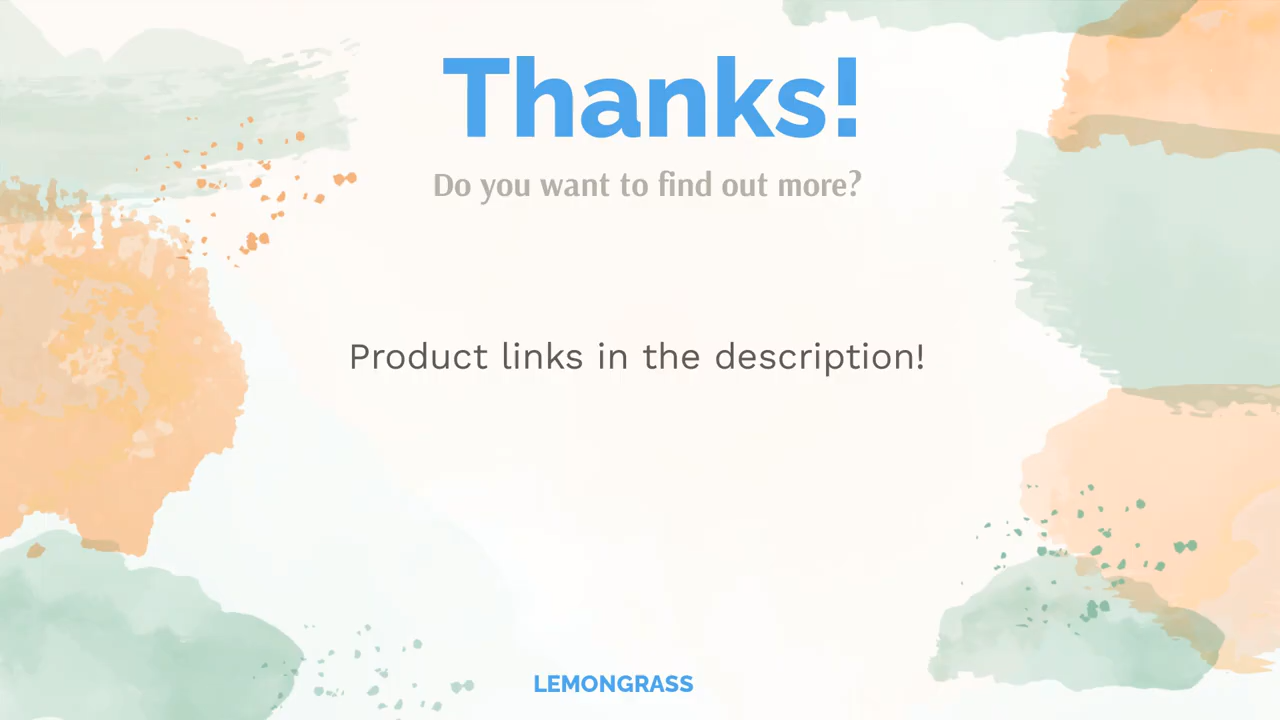 Thanks!
Do you want to find out more?
Product links in the description!
LEMONGRASS